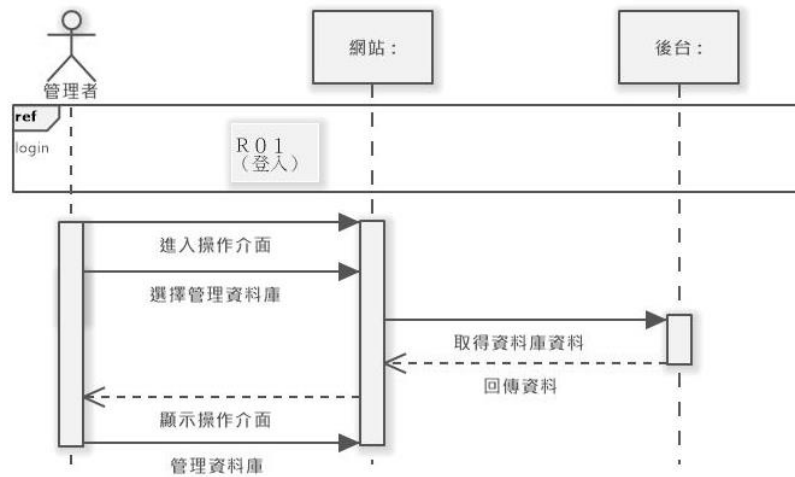 網站：
後台：
管理者
ref
login
R01
（登入）
進入操作介面
選擇管理資料庫
取得資料庫資料
回傳資料
顯示操作介面
管理資料庫